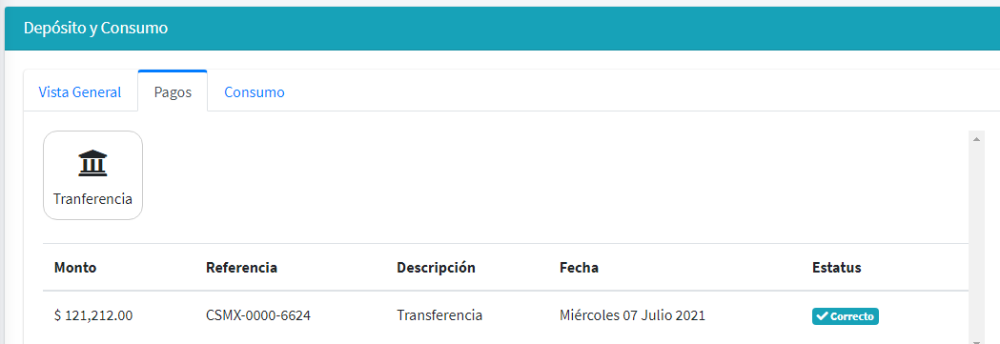 Depósito y Consumo
Vista General Pagos Consumo
Tranferencia
Monto Referencia Descripción Fecha Estatus
$ 121,212.00 CSMX-0000-6624 Transferencia Miércoles 07 Julio 2021 Correcto